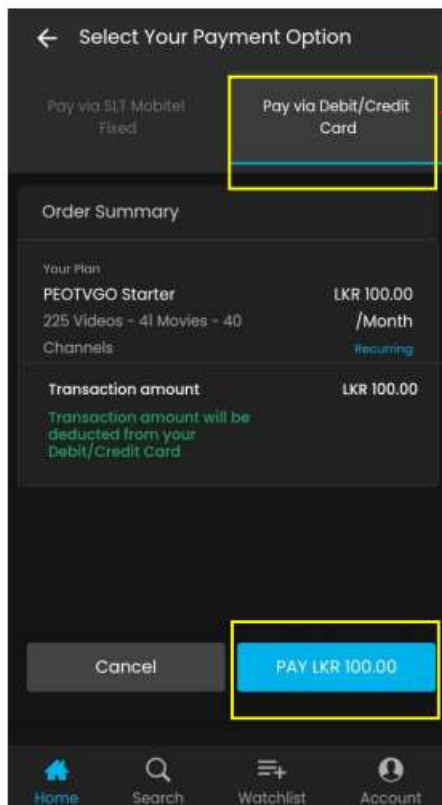 Select Your Payment Option
Pay via SLT Mobitel
Fixed
Pay via Debit/Credit
Card
Order Summary
Your Plan
PEOTVGO Starter
LKR 100.00
225 Videos - 41 Movies - 40
/Month
Channels
Recurring
Transaction amount
LKR 100.00
Transaction amount will be
deducted from your
Debit/Credit Card
Cancel
PAY LKR 100.00
Home
Search
Watchlist
Account